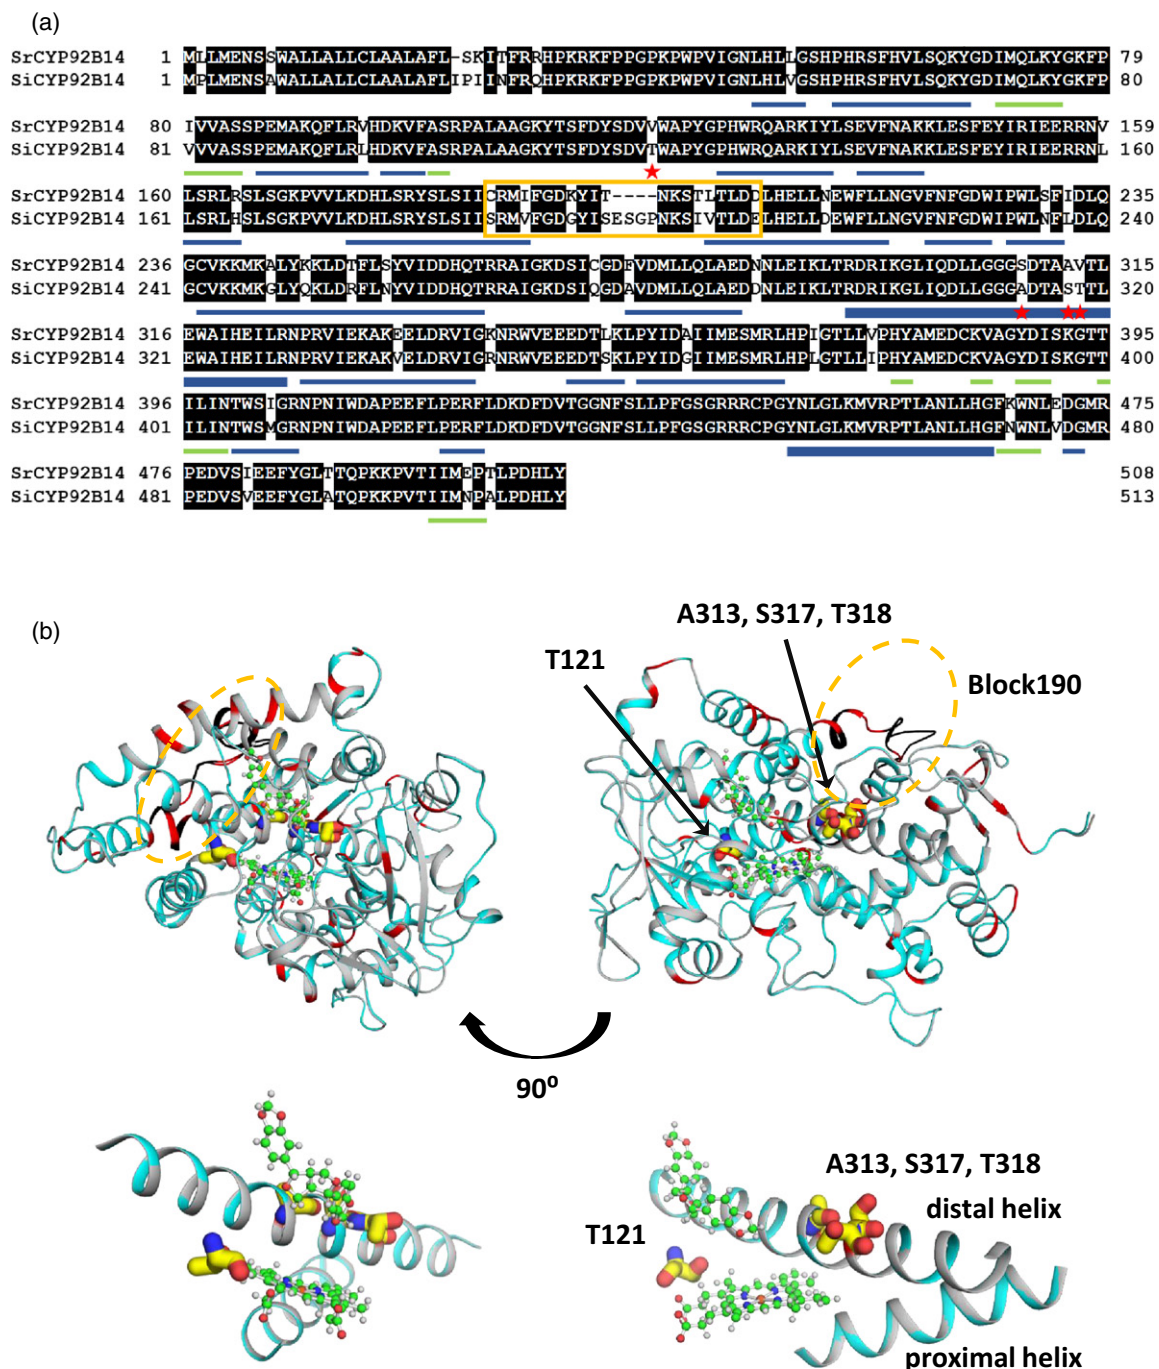 (a)
SrCYP92B14 1 MLLMENSSWALLALLCLAALAFL-SKITFRRHPKRKFPPGPKPWPVIGNLHLLGSHPHRSFHVLSQKYGDIMQLKYGKFP 79
SiCYP92B14 1 MPLMENSAWALLALLCLAALAFLIPIINFRQHPKRKFPPGPKPWPVIGNLHLVGSHPHRSFHVLSQKYGDIMQLKYGKFP 80
SrCYP92B14 80 IVVASSPEMAKQFLRVHDKVFASRPALAAGKYTSFDYSDVVWAPYGPHWRQARKIYLSEVFNAKKLESFEYIRIEERRNV 159
SiCYP92B14 81 VVVASSPEMAKQFLRLHDKVFASRPALAAGKYTSFDYSDVTWAPYGPHWRQARKIYLSEVFNAKKLESFEYIRIEERRNL 160
SrCYP92B14 160 LSRLRSLSGKPVVLKDHLSRYSLSIICRMIFGDKYIT----NKSTLTLDDLHELLNEWFLLNGVFNFGDWIPWLSFIDLQ 235
SiCYP92B14 161 LSRLHSLSGKPVVLKDHLSRYSLSIISRMVFGDGYISESGPNKSIVTLDELHELLDEWFLLNGVFNFGDWIPWLNFLDLQ 240
SrCYP92B14 236 GCVKKMKALYKKLDTFLSYVIDDHQTRRAIGKDSICGDFVDMLLQLAEDNNLEIKLTRDRIKGLIQDLLGGGSDTAAVTL 315
SiCYP92B14 241 GCVKKMKGLYQKLDRFLNYVIDDHQTRRAIGKDSIQGDAVDMLLQLAEDDNLEIKLTRDRIKGLIQDLLGGGADTASTTL 320
SrCYP92B14 316 EWAIHEILRNPRVIEKAKEELDRVIGKNRWVEEEDTLKLPYIDAIIMESMRLHPIGTLLVPHYAMEDCKVAGYDISKGTT 395
SiCYP92B14 321 EWAIHEILRNPRVIEKAKVELDRVIGRNRWVEEEDTSKLPYIDGIIMESMRLHPLGTLLIPHYAMEDCKVAGYDISKGTT 400
SrCYP92B14 396 ILINTWSIGRNPNIWDAPEEFLPERFLDKDFDVTGGNFSLLPFGSGRRRCPGYNLGLKMVRPTLANLLHGFKWNLEDGMR 475
SiCYP92B14 401 ILINTWSMGRNPNIWDAPEEFLPERFLDKDFDVTGGNFSLLPFGSGRRRCPGYNLGLKMVRPTLANLLHGFNWNLVDGMR 480
SrCYP92B14 476 PEDVSIEEFYGLTTQPKKPVTIIMEPTLPDHLY 508
SiCYP92B14 481 PEDVSVEEFYGLATQPKKPVTIIMNPALPDHLY 513
(b)
A313, S317, T318
T121
Block190
90º
A313, S317, T318
distal helix
T121
proximal helix